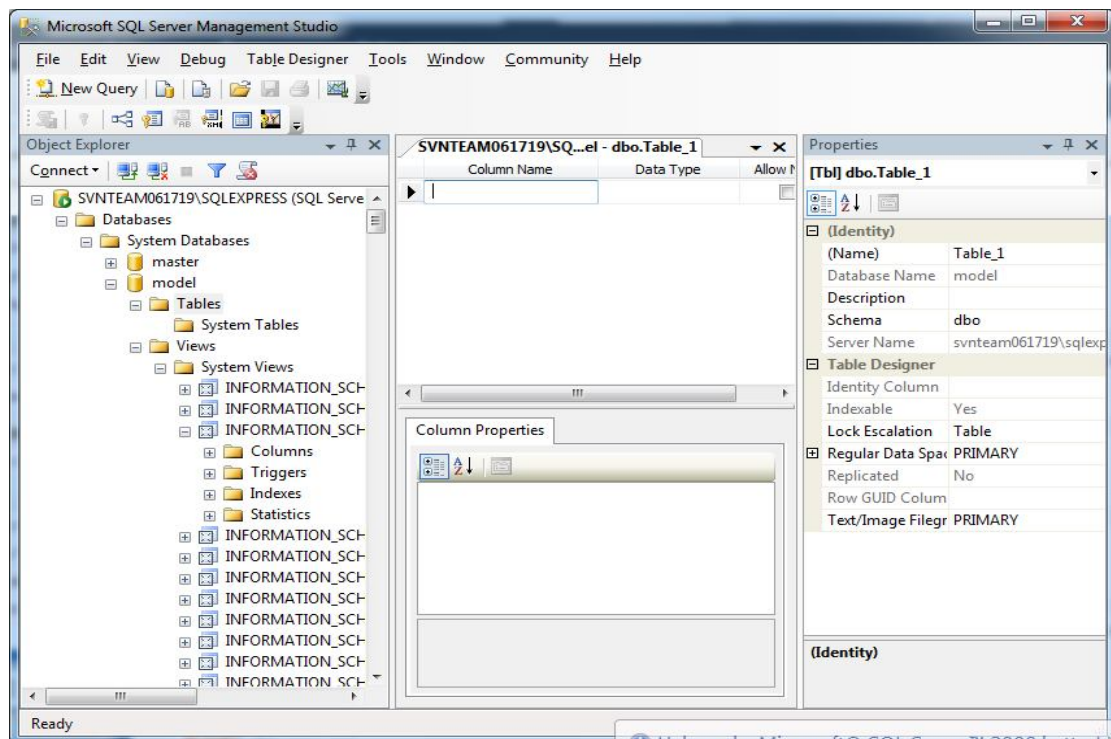 Microsoft SQL Server Management Studio
File Edit View Debug Table Designer Tools Window Community Help
New Query
Object Explorer
Connect
SVNTEAM061719\SQLEXPRESS (SQL Serve
Databases
System Databases
master
model
Tables
System Tables
Views
System Views
INFORMATION_SCH
INFORMATION_SCH
INFORMATION_SCH
Columns
Triggers
Indexes
Statistics
INFORMATION_SCH
INFORMATION_SCH
INFORMATION_SCH
INFORMATION_SCH
INFORMATION_SCH
INFORMATION_SCH
INFORMATION_SCH
INFORMATION_SCH
SVNTEAM061719\SQ...el - dbo.Table_1
Column Name Data Type Allow N
Column Properties
Properties
[Tbl] dbo.Table_1
(Identity)
(Name) Table_1
Database Name model
Description
Schema dbo
Server Name svnteam061719\sqlexp
Table Designer
Identity Column
Indexable Yes
Lock Escalation Table
Regular Data Spac PRIMARY
Replicated No
Row GUID Colum
Text/Image Filegr PRIMARY
(Identity)
Ready